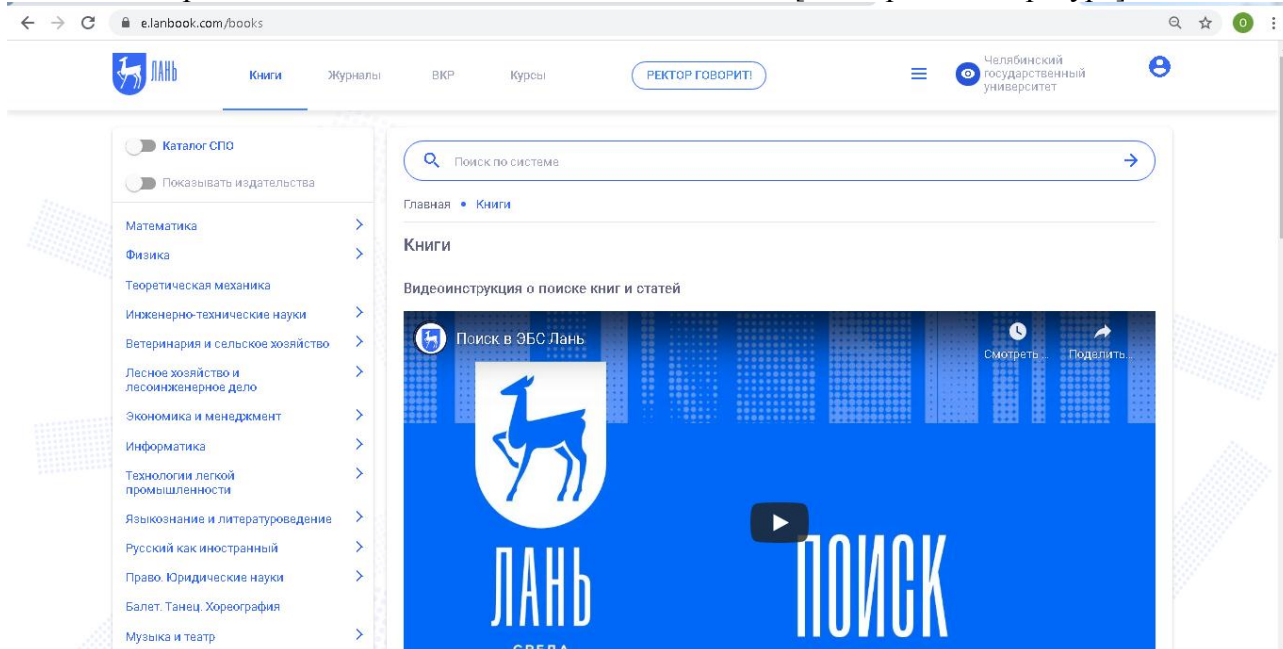 e.lanbook.com/books
О
ЛАНЬ
Книги
Журналы
ВКР
Курсы
РЕКТОР ГОВОРИТ!
Челябинский
государственный
университет
Каталог СПО
Показывать издательства
Математика
Физика
Теоретическая механика
Инженерно-технические науки
Ветеринария и сельское хозяйство
Лесное хозяйство и
лесоинженерное дело
Экономика и менеджмент
Информатика
Технологии легкой
промышленности
Языкознание и литературоведение
Русский как иностранный
Право. Юридические науки
Балет. Танец. Хореография
Музыка и театр
Поиск по системе
Главная • Книги
Книги
Видеоинструкция о поиске книг и статей
Поиск в ЭБС Лань
Смотреть ...
Поделить...
ЛАНЬ
ПОИСК